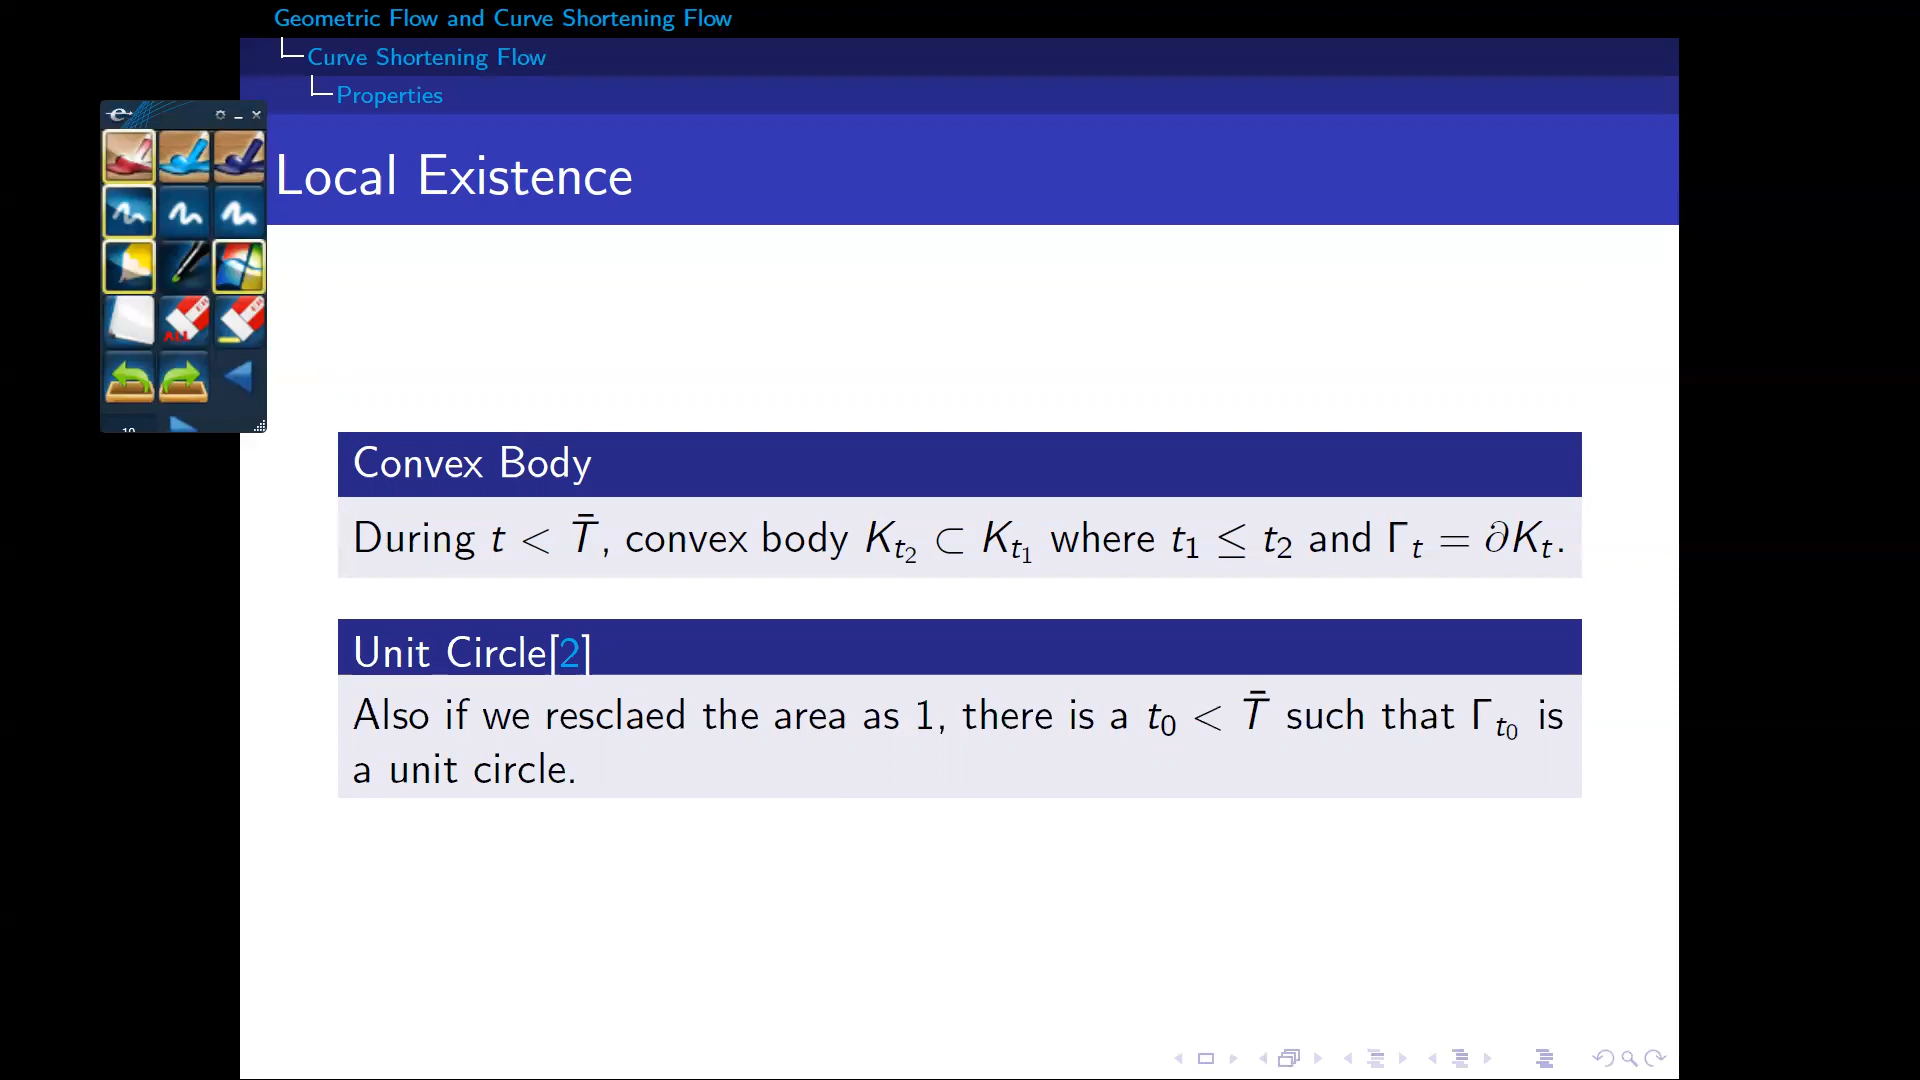 Geometric Flow and Curve Shortening Flow
Curve Shortening Flow
Properties
Local Existence
Convex Body
During t < T̄, convex body K_{t_2} ⊂ K_{t_1} where t_1 ≤ t_2 and Γ_t = ∂K_t.
Unit Circle[2]
Also if we resclaed the area as 1, there is a t_0 < T̄ such that Γ_{t_0} is
a unit circle.